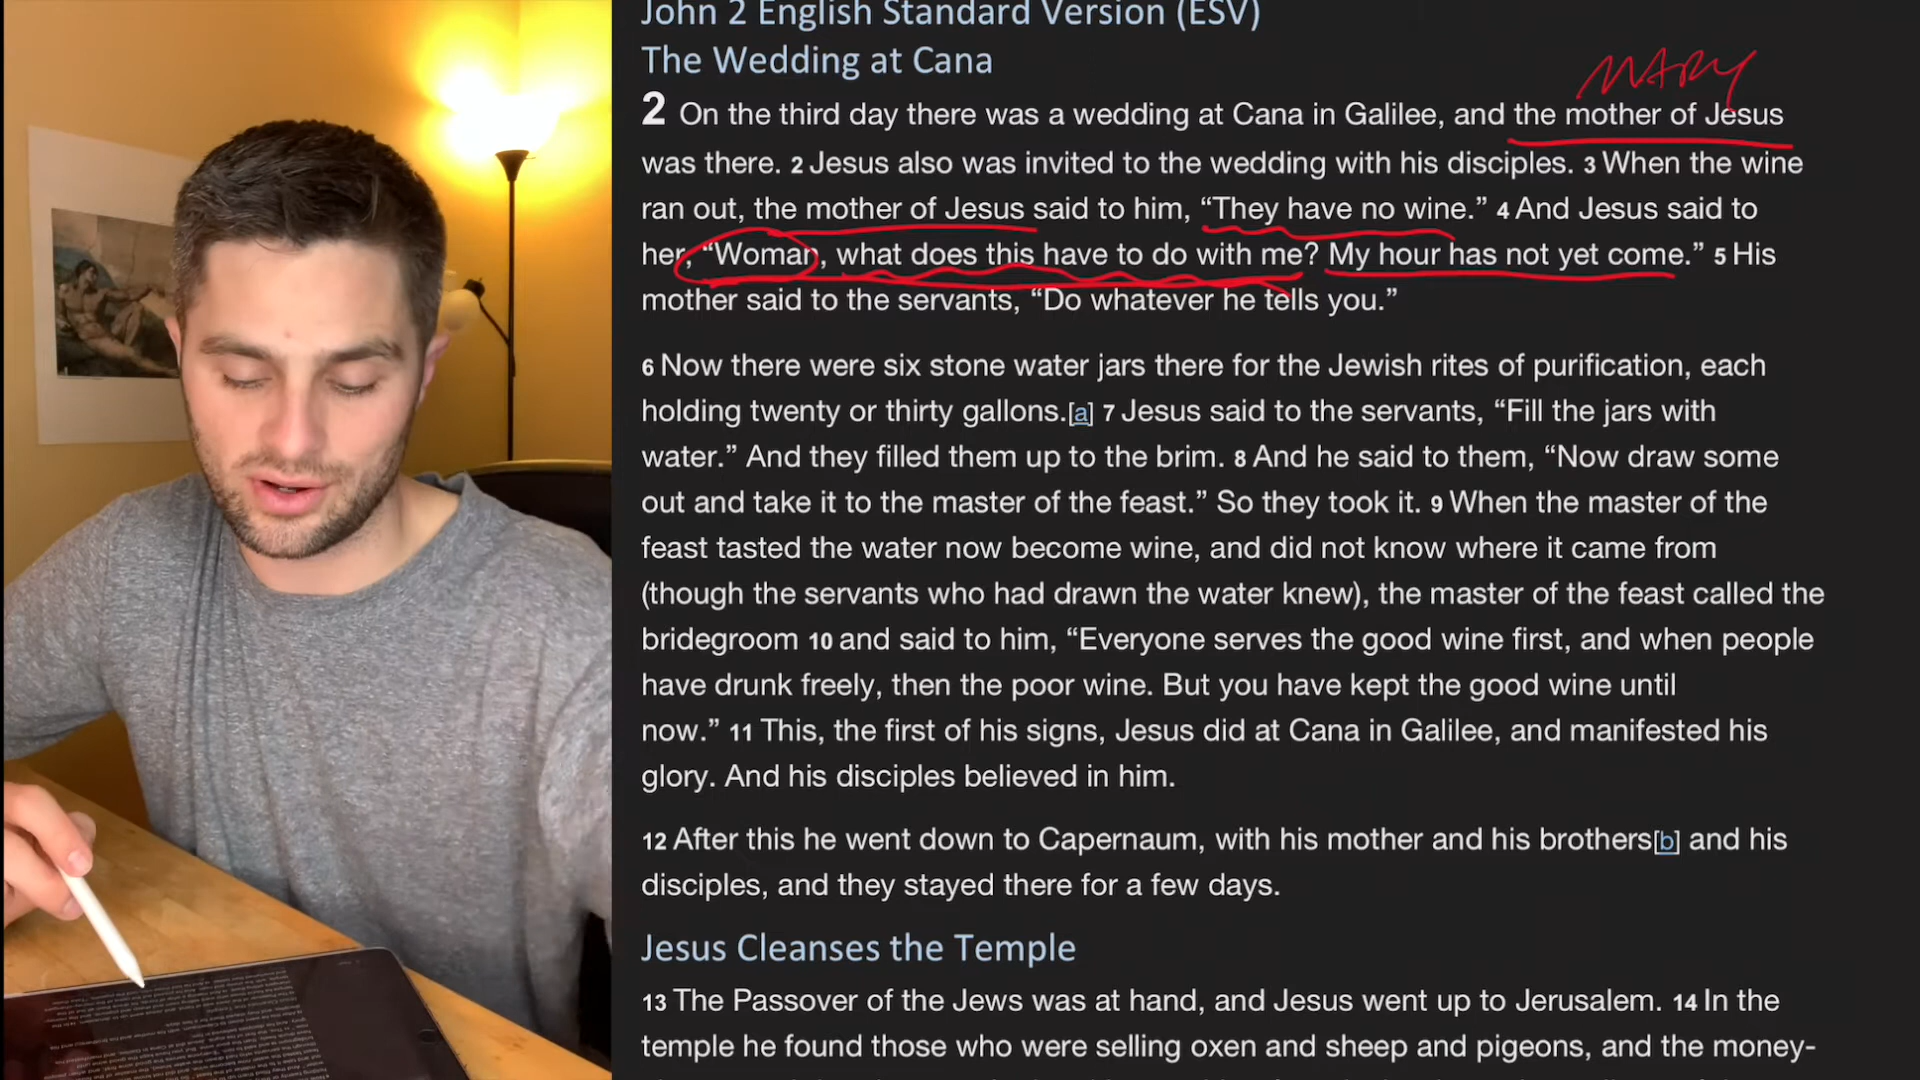 John 2 English Standard Version (ESV)
The Wedding at Cana
MARY
2 On the third day there was a wedding at Cana in Galilee, and the mother of Jesus
was there. 2 Jesus also was invited to the wedding with his disciples. 3 When the wine
ran out, the mother of Jesus said to him, “They have no wine.” 4 And Jesus said to
her, “Woman, what does this have to do with me? My hour has not yet come.” 5 His
mother said to the servants, “Do whatever he tells you.”
6 Now there were six stone water jars there for the Jewish rites of purification, each
holding twenty or thirty gallons.[a] 7 Jesus said to the servants, “Fill the jars with
water.” And they filled them up to the brim. 8 And he said to them, “Now draw some
out and take it to the master of the feast.” So they took it. 9 When the master of the
feast tasted the water now become wine, and did not know where it came from
(though the servants who had drawn the water knew), the master of the feast called the
bridegroom 10 and said to him, “Everyone serves the good wine first, and when people
have drunk freely, then the poor wine. But you have kept the good wine until
now.” 11 This, the first of his signs, Jesus did at Cana in Galilee, and manifested his
glory. And his disciples believed in him.
12 After this he went down to Capernaum, with his mother and his brothers[b] and his
disciples, and they stayed there for a few days.
Jesus Cleanses the Temple
13 The Passover of the Jews was at hand, and Jesus went up to Jerusalem. 14 In the
temple he found those who were selling oxen and sheep and pigeons, and the money-